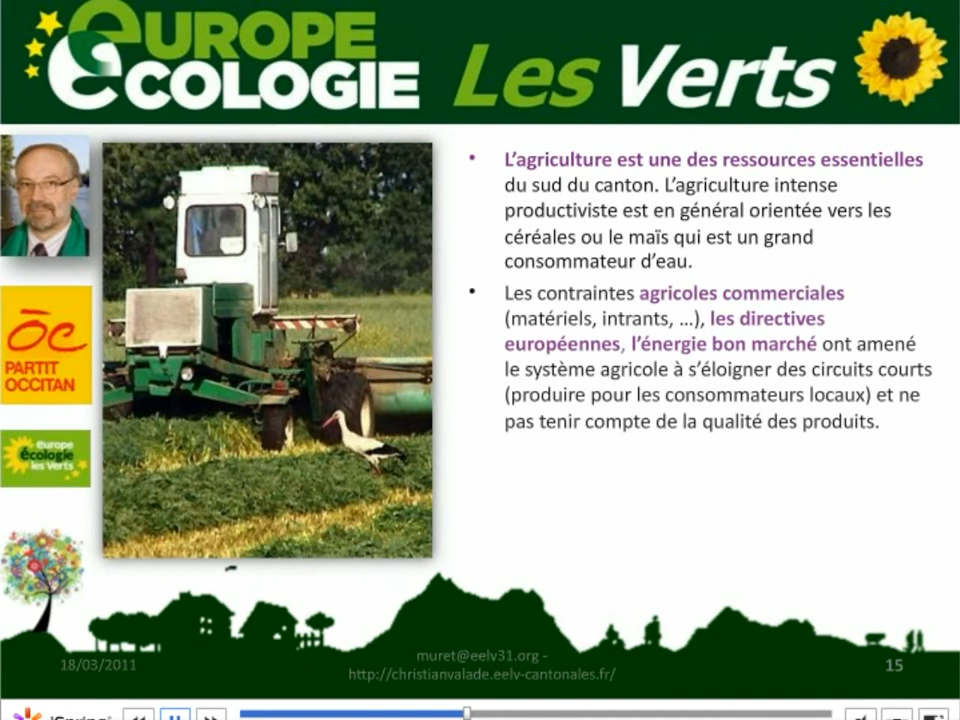 EUROPE
ÉCOLOGIE
Les Verts
• L’agriculture est une des ressources essentielles
du sud du canton. L’agriculture intense
productiviste est en général orientée vers les
céréales ou le maïs qui est un grand
consommateur d’eau.
• Les contraintes agricoles commerciales
(matériels, intrants, …), les directives
européennes, l’énergie bon marché ont amené
le système agricole à s’éloigner des circuits courts
(produire pour les consommateurs locaux) et ne
pas tenir compte de la qualité des produits.
òc
PARTIT
OCCITAN
europe
écologie
les Verts
18/03/2011
muret@eelv31.org -
http://christianvalade.eelv-cantonales.fr/
15
iSpring